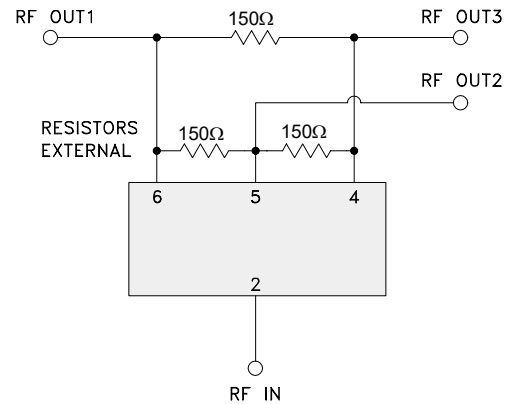 RF OUT1
150Ω
RF OUT3
RF OUT2
RESISTORS
EXTERNAL
150Ω
150Ω
6
5
4
2
RF IN